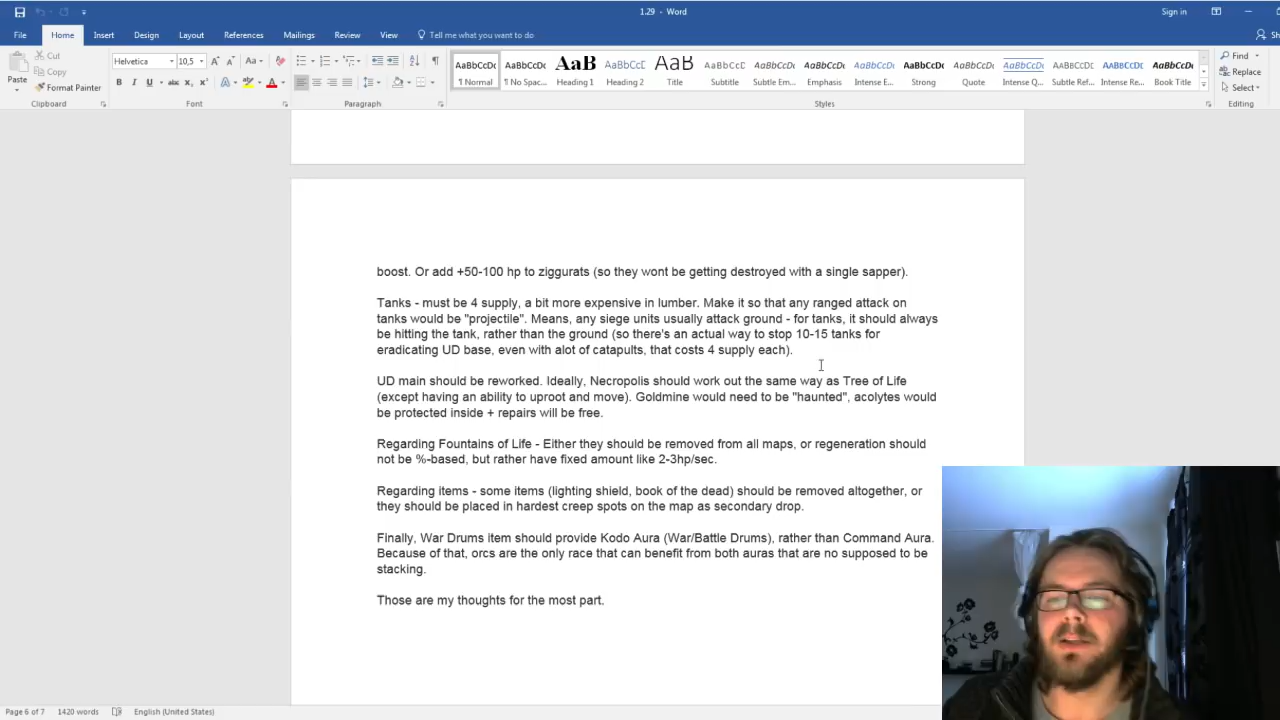 1.29 - Word
Sign in
File Home Insert Design Layout References Mailings Review View Tell me what you want to do Sh
Paste
Cut
Copy
Format Painter
Clipboard
Helvetica 10,5
Font
Paragraph
AaBbCcDc AaBbCcDc AaBb AaBbCcD AaB AaBbCcD AaBbCcDc AaBbCcDc AaBbCcDc AaBbCcDc AaBbCcDc AaBbCcDc AaBbCcDc AaBbCcDc AaBbCcDc
¶ Normal ¶ No Spac... Heading 1 Heading 2 Title Subtitle Subtle Em... Emphasis Intense E... Strong Quote Intense Q... Subtle Ref... Intense Re... Book Title
Styles
Find
Replace
Select
Editing
boost. Or add +50-100 hp to ziggurats (so they wont be getting destroyed with a single sapper).
Tanks - must be 4 supply, a bit more expensive in lumber. Make it so that any ranged attack on
tanks would be "projectile". Means, any siege units usually attack ground - for tanks, it should always
be hitting the tank, rather than the ground (so there's an actual way to stop 10-15 tanks for
eradicating UD base, even with alot of catapults, that costs 4 supply each).
UD main should be reworked. Ideally, Necropolis should work out the same way as Tree of Life
(except having an ability to uproot and move). Goldmine would need to be "haunted", acolytes would
be protected inside + repairs will be free.
Regarding Fountains of Life - Either they should be removed from all maps, or regeneration should
not be %-based, but rather have fixed amount like 2-3hp/sec.
Regarding items - some items (lighting shield, book of the dead) should be removed altogether, or
they should be placed in hardest creep spots on the map as secondary drop.
Finally, War Drums item should provide Kodo Aura (War/Battle Drums), rather than Command Aura.
Because of that, orcs are the only race that can benefit from both auras that are no supposed to be
stacking.
Those are my thoughts for the most part.
Page 6 of 7 1420 words English (United States)